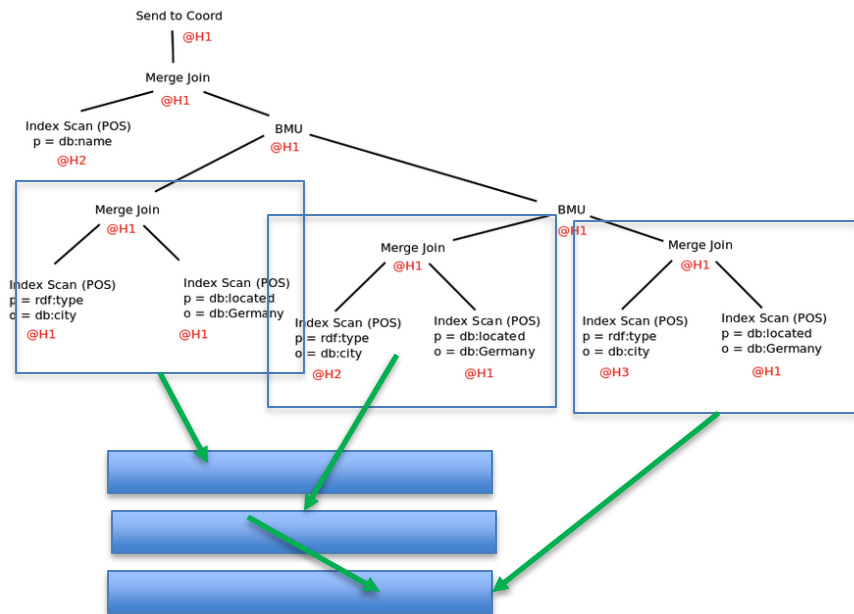 Send to Coord
@H1
Merge Join
@H1
Index Scan (POS)
p = db:name
@H2
BMU
@H1
Merge Join
@H1
BMU
@H1
Merge Join
@H1
Merge Join
@H1
Index Scan (POS)
p = rdf:type
o = db:city
@H1
Index Scan (POS)
p = db:located
o = db:Germany
@H1
Index Scan (POS)
p = rdf:type
o = db:city
@H2
Index Scan (POS)
p = db:located
o = db:Germany
@H1
Index Scan (POS)
p = rdf:type
o = db:city
@H3
Index Scan (POS)
p = db:located
o = db:Germany
@H1